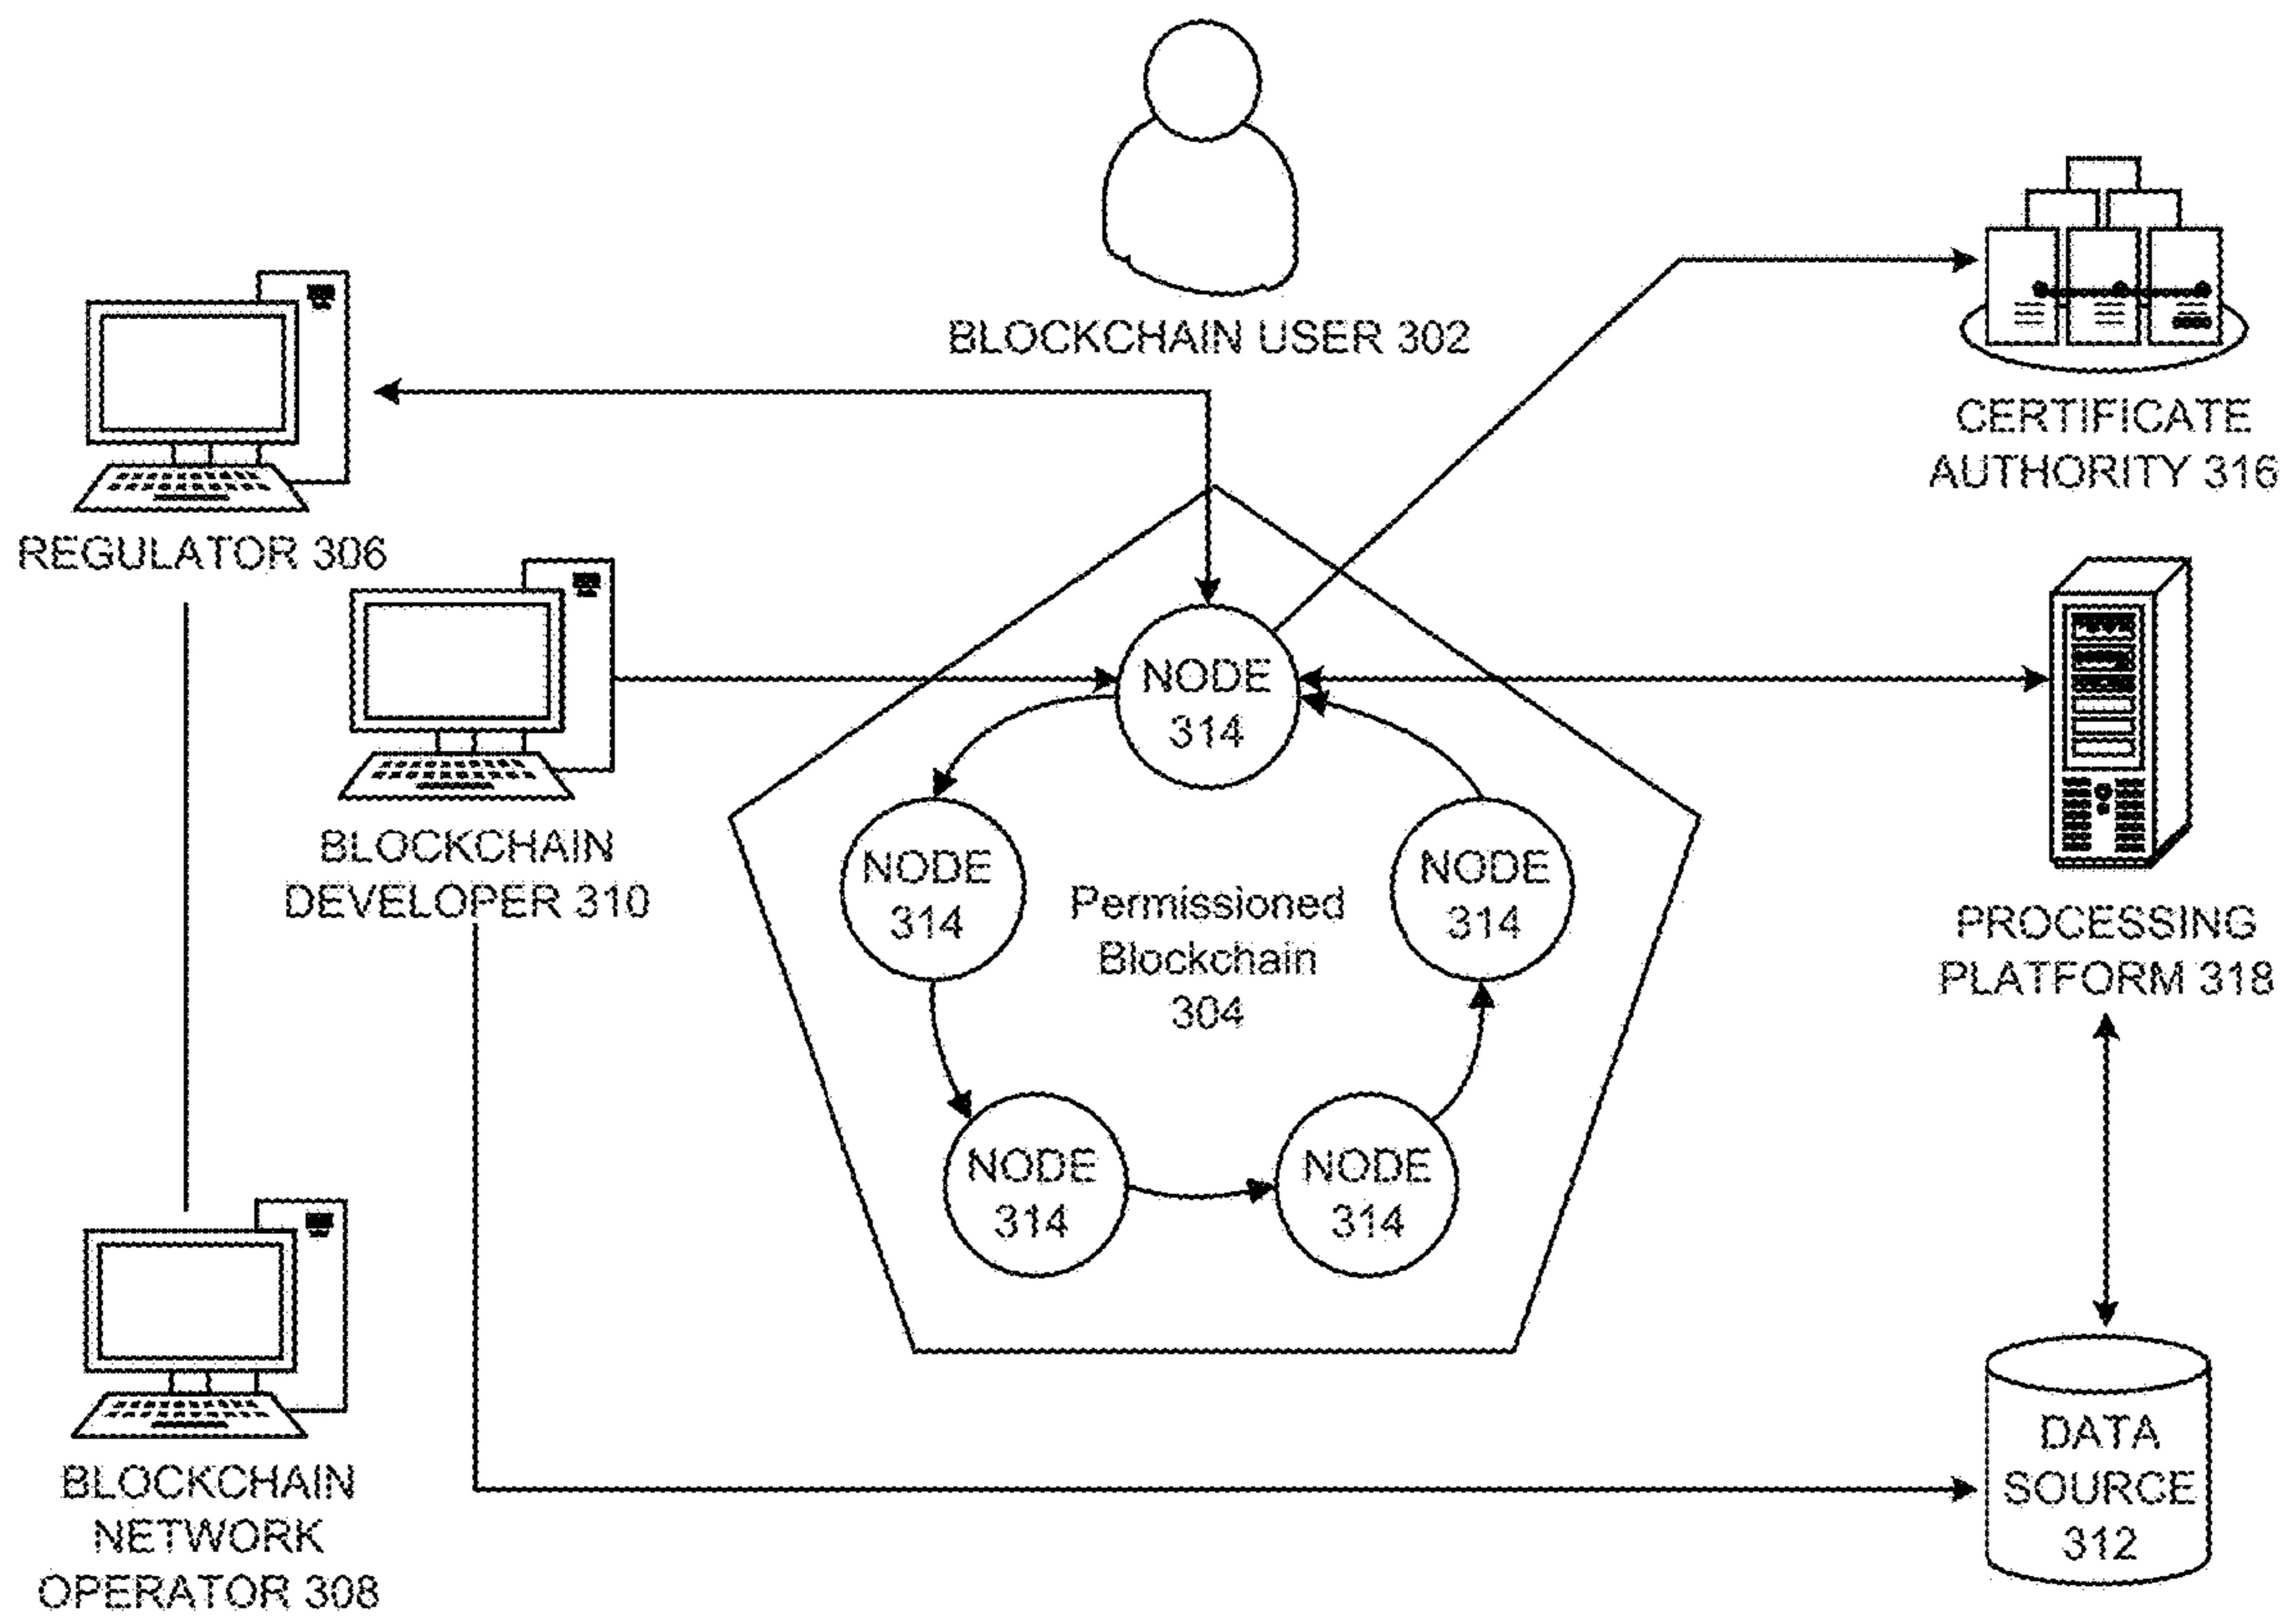 BLOCKCHAIN USER 302
CERTIFICATE
AUTHORITY 316
REGULATOR 306
NODE
314
BLOCKCHAIN
DEVELOPER 310
NODE
314
Permissioned
Blockchain
304
NODE
314
PROCESSING
PLATFORM 318
NODE
314
NODE
314
DATA
SOURCE
312
BLOCKCHAIN
NETWORK
OPERATOR 308